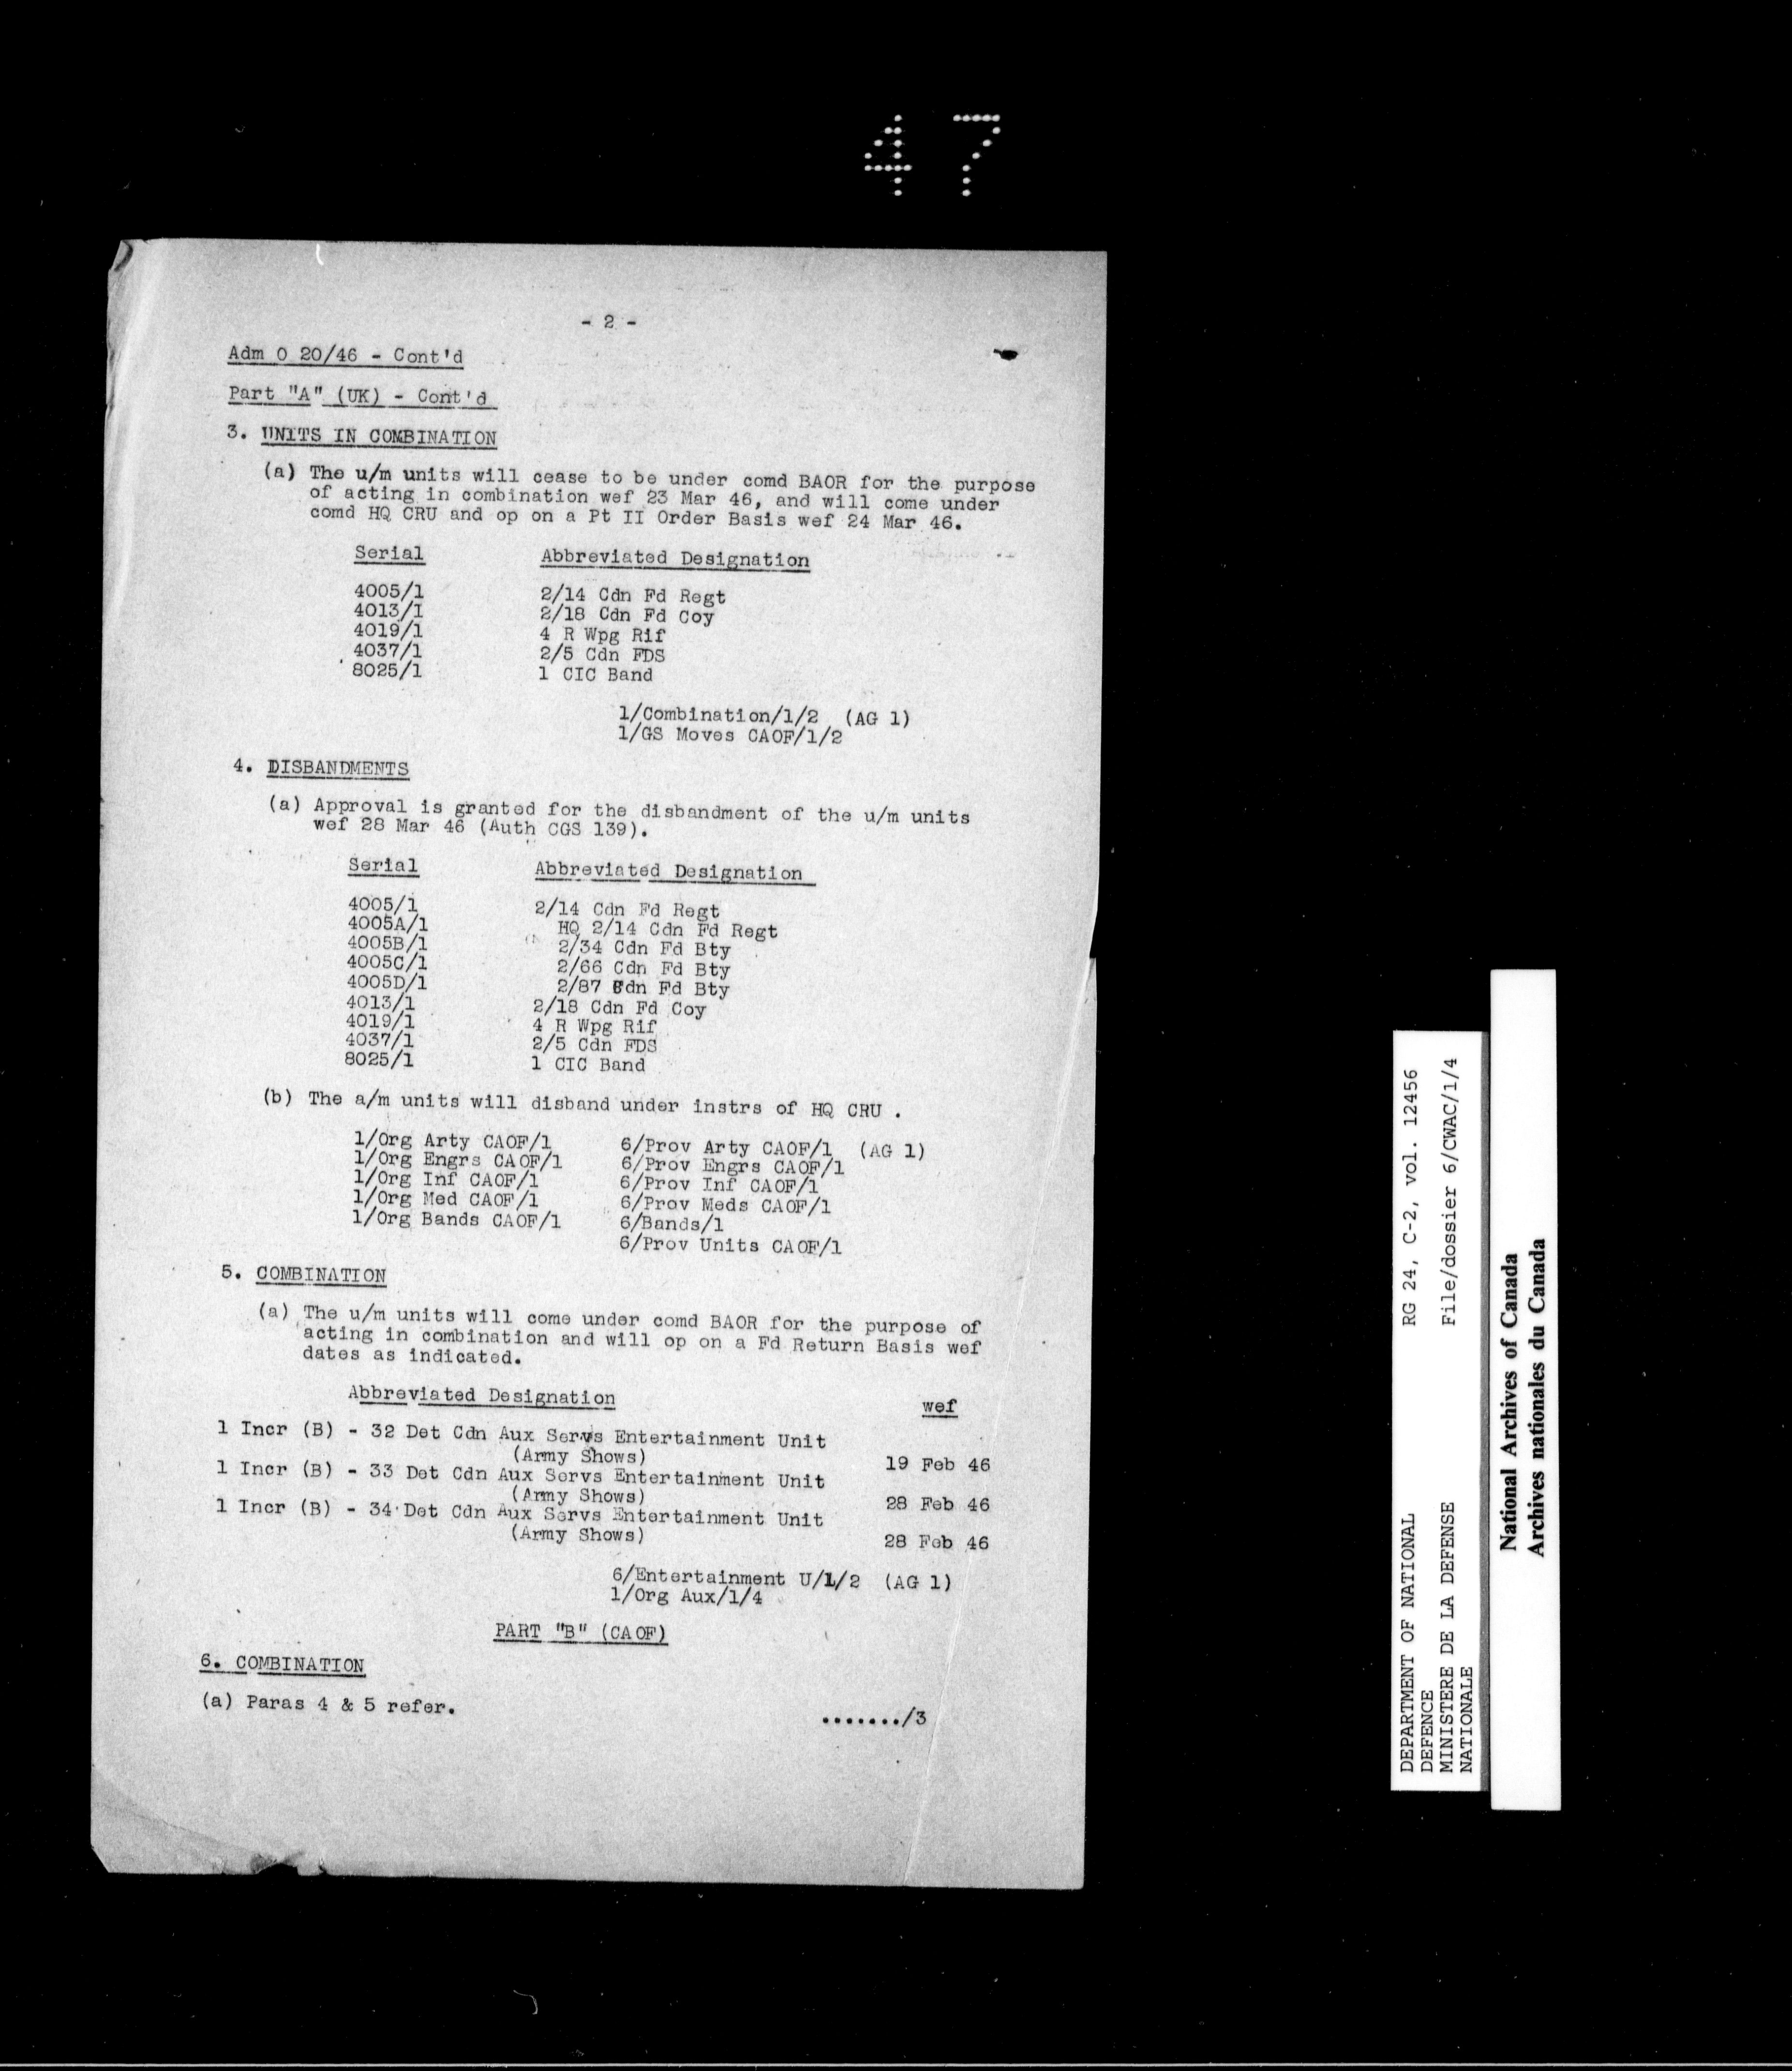 47
- 2 -
Adm O 20/46 - Cont'd
Part "A" (UK) - Cont'd
3. UNITS IN COMBINATION
(a) The u/m units will cease to be under comd BAOR for the purpose
of acting in combination wef 23 Mar 46, and will come under
comd HQ CRU and op on a Pt II Order Basis wef 24 Mar 46.
Serial Abbreviated Designation
4005/1 2/14 Cdn Fd Regt
4013/1 2/18 Cdn Fd Coy
4019/1 4 R Wpg Rif
4037/1 2/5 Cdn FDS
8025/1 1 CIC Band
1/Combination/1/2 (AG 1)
1/GS Moves CAOF/1/2
4. DISBANDMENTS
(a) Approval is granted for the disbandment of the u/m units
wef 28 Mar 46 (Auth CGS 139).
Serial Abbreviated Designation
4005/1 2/14 Cdn Fd Regt
4005A/1 HQ 2/14 Cdn Fd Regt
4005B/1 2/34 Cdn Fd Bty
4005C/1 2/66 Cdn Fd Bty
4005D/1 2/87 Cdn Fd Bty
4013/1 2/18 Cdn Fd Coy
4019/1 4 R Wpg Rif
4037/1 2/5 Cdn FDS
8025/1 1 CIC Band
(b) The a/m units will disband under instrs of HQ CRU .
1/Org Arty CAOF/1 6/Prov Arty CAOF/1 (AG 1)
1/Org Engrs CAOF/1 6/Prov Engrs CAOF/1
1/Org Inf CAOF/1 6/Prov Inf CAOF/1
1/Org Med CAOF/1 6/Prov Meds CAOF/1
1/Org Bands CAOF/1 6/Bands/1
6/Prov Units CAOF/1
5. COMBINATION
(a) The u/m units will come under comd BAOR for the purpose of
acting in combination and will op on a Fd Return Basis wef
dates as indicated.
Abbreviated Designation wef
1 Incr (B) - 32 Det Cdn Aux Servs Entertainment Unit
(Army Shows) 19 Feb 46
1 Incr (B) - 33 Det Cdn Aux Servs Entertainment Unit
(Army Shows) 28 Feb 46
1 Incr (B) - 34 Det Cdn Aux Servs Entertainment Unit
(Army Shows) 28 Feb 46
6/Entertainment U/1/2 (AG 1)
1/Org Aux/1/4
PART "B" (CAOF)
6. COMBINATION
(a) Paras 4 & 5 refer.
......./3
DEPARTMENT OF NATIONAL RG 24, C-2, vol. 12456
DEFENCE
MINISTERE DE LA DEFENSE File/dossier 6/CWAC/1/4
NATIONALE
National Archives of Canada
Archives nationales du Canada